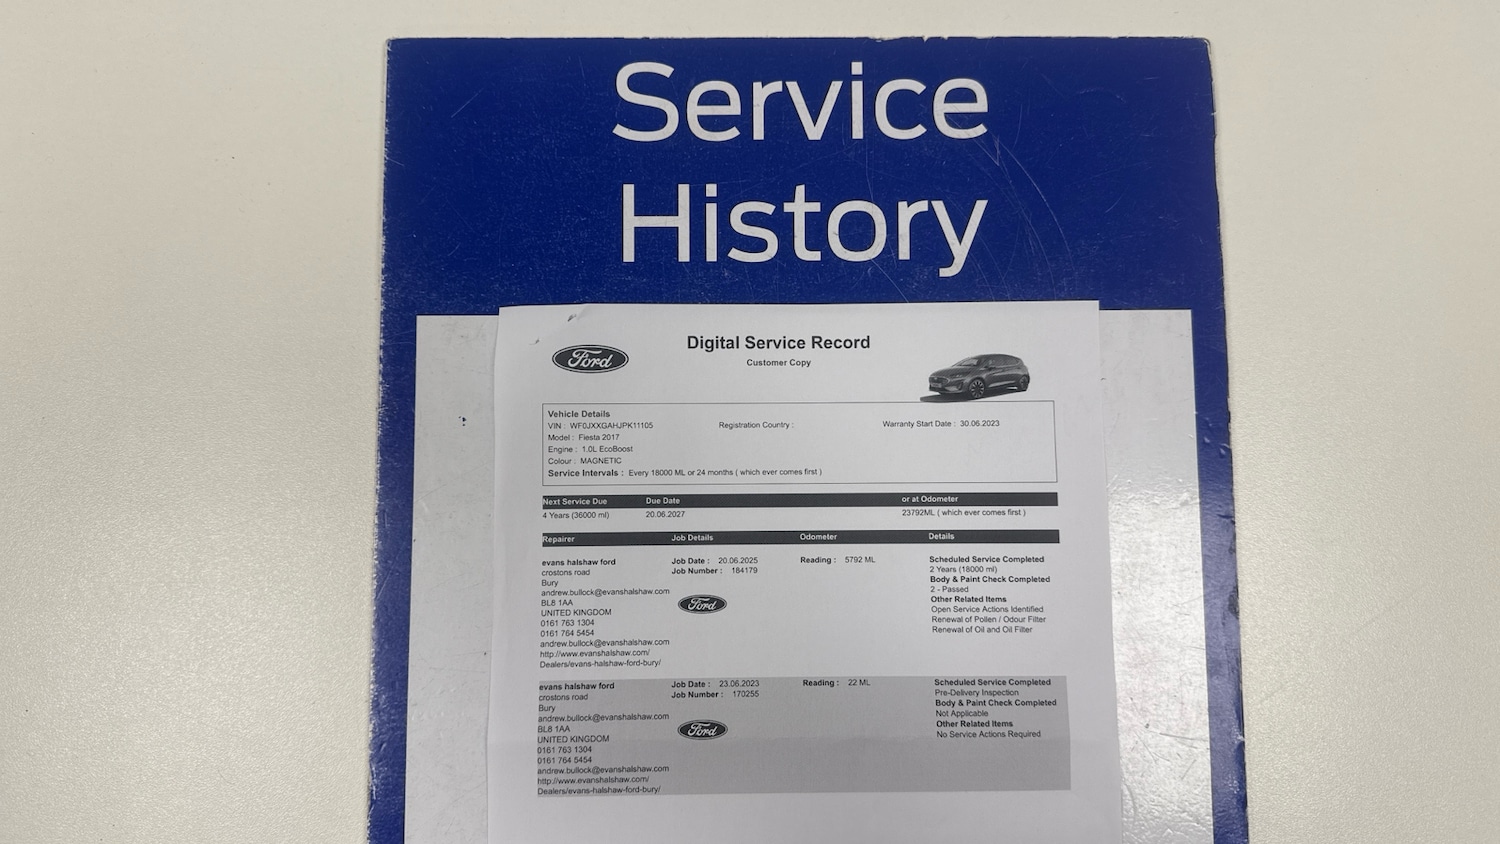 Service
History
Ford
Digital Service Record
Customer Copy
Vehicle Details
VIN : WF0JXXGAHJPK11105 Registration Country : Warranty Start Date : 30.06.2023
Model : Fiesta 2017
Engine : 1.0L EcoBoost
Colour : MAGNETIC
Service Intervals : Every 18000 ML or 24 months ( which ever comes first )
Next Service Due Due Date or at Odometer
4 Years (36000 ml) 20.06.2027 23792ML ( which ever comes first )
Repairer Job Details Odometer Details
evans halshaw ford
crostons road
Bury
andrew.bullock@evanshalshaw.com
BL8 1AA
UNITED KINGDOM
0161 763 1304
0161 764 5454
andrew.bullock@evanshalshaw.com
http://www.evanshalshaw.com/
Dealers/evans-halshaw-ford-bury/
Job Date : 20.06.2025
Job Number : 184179
Ford
Reading : 5792 ML
Scheduled Service Completed
2 Years (18000 ml)
Body & Paint Check Completed
2 - Passed
Other Related Items
Open Service Actions Identified
Renewal of Pollen / Odour Filter
Renewal of Oil and Oil Filter
evans halshaw ford
crostons road
Bury
andrew.bullock@evanshalshaw.com
BL8 1AA
UNITED KINGDOM
0161 763 1304
0161 764 5454
andrew.bullock@evanshalshaw.com
http://www.evanshalshaw.com/
Dealers/evans-halshaw-ford-bury/
Job Date : 23.06.2023
Job Number : 170255
Ford
Reading : 22 ML
Scheduled Service Completed
Pre-Delivery Inspection
Body & Paint Check Completed
Not Applicable
Other Related Items
No Service Actions Required